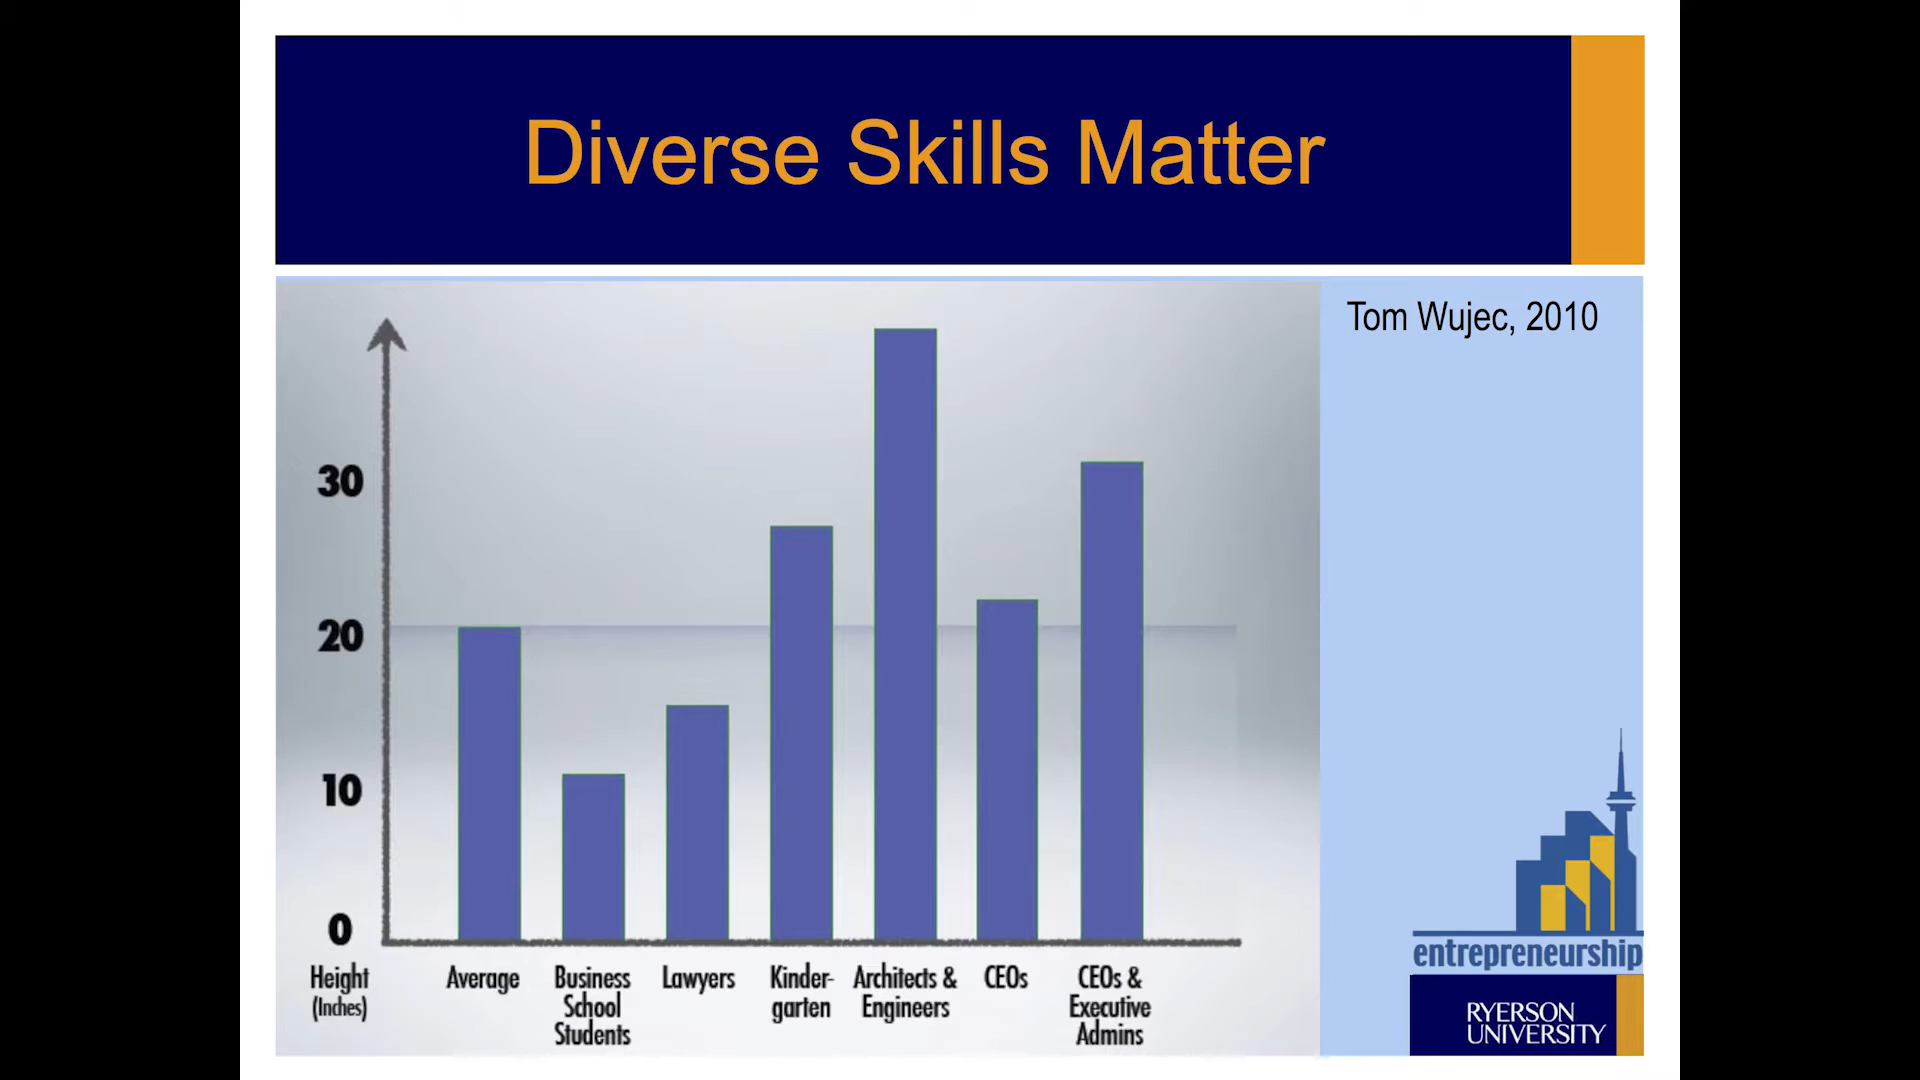 Diverse Skills Matter
Tom Wujec, 2010
30
20
10
0
Height
(Inches)
Average
Business
School
Students
Lawyers
Kinder-
garten
Architects &
Engineers
CEOs
CEOs &
Executive
Admins
entrepreneurship
RYERSON
UNIVERSITY